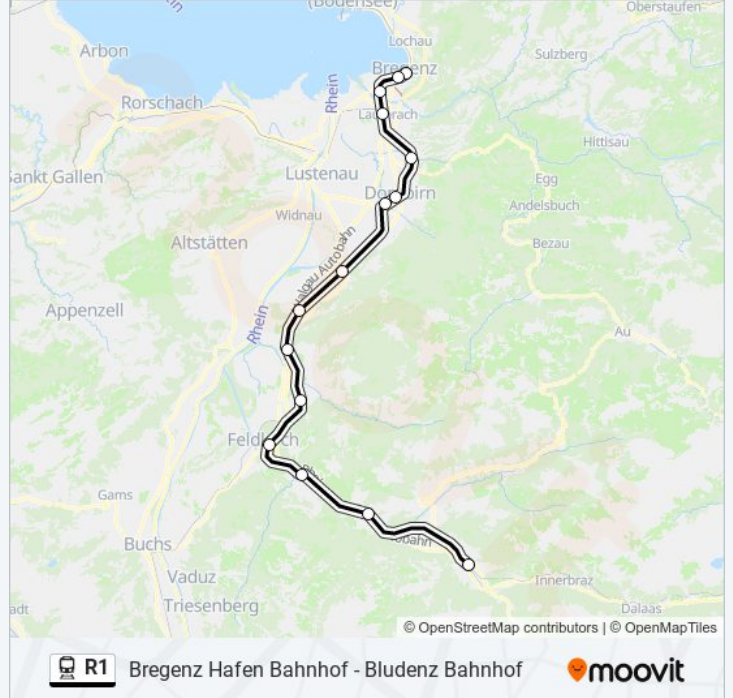 (Bodensee)
Oberstaufen
Lochau
Arbon
Sulzberg
Bregenz
Rhein
Rorschach
Lauterach
Hittisau
Sankt Gallen
Lustenau
Egg
Dornbirn
Andelsbuch
Widnau
Altstätten
Bezau
Autobahn
Appenzell
Rhein
Au
Feldkirch
Gams
Buchs
Vaduz
Innerbraz
Triesenberg
Dalaas
© OpenStreetMap contributors | © OpenMapTiles
R1 Bregenz Hafen Bahnhof - Bludenz Bahnhof moovit